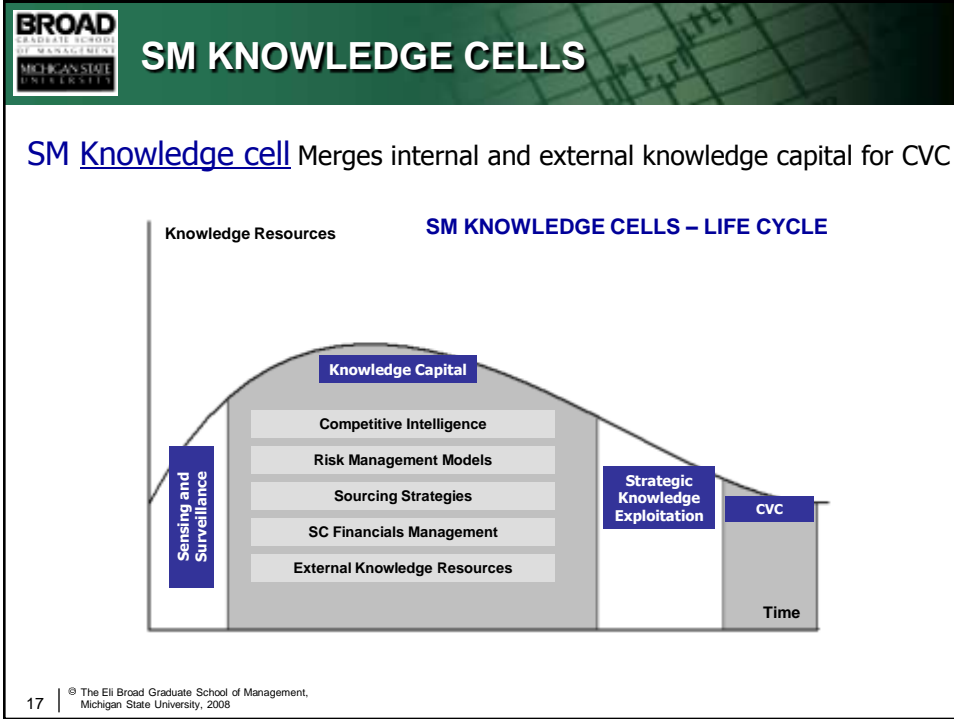 BROAD
GRADUATE SCHOOL
OF MANAGEMENT
MICHIGAN STATE
UNIVERSITY
SM KNOWLEDGE CELLS
SM Knowledge cell Merges internal and external knowledge capital for CVC
Knowledge Resources
SM KNOWLEDGE CELLS – LIFE CYCLE
Knowledge Capital
Competitive Intelligence
Risk Management Models
Sourcing Strategies
SC Financials Management
External Knowledge Resources
Sensing and
Surveillance
Strategic
Knowledge
Exploitation
CVC
Time
17
© The Eli Broad Graduate School of Management,
Michigan State University, 2008